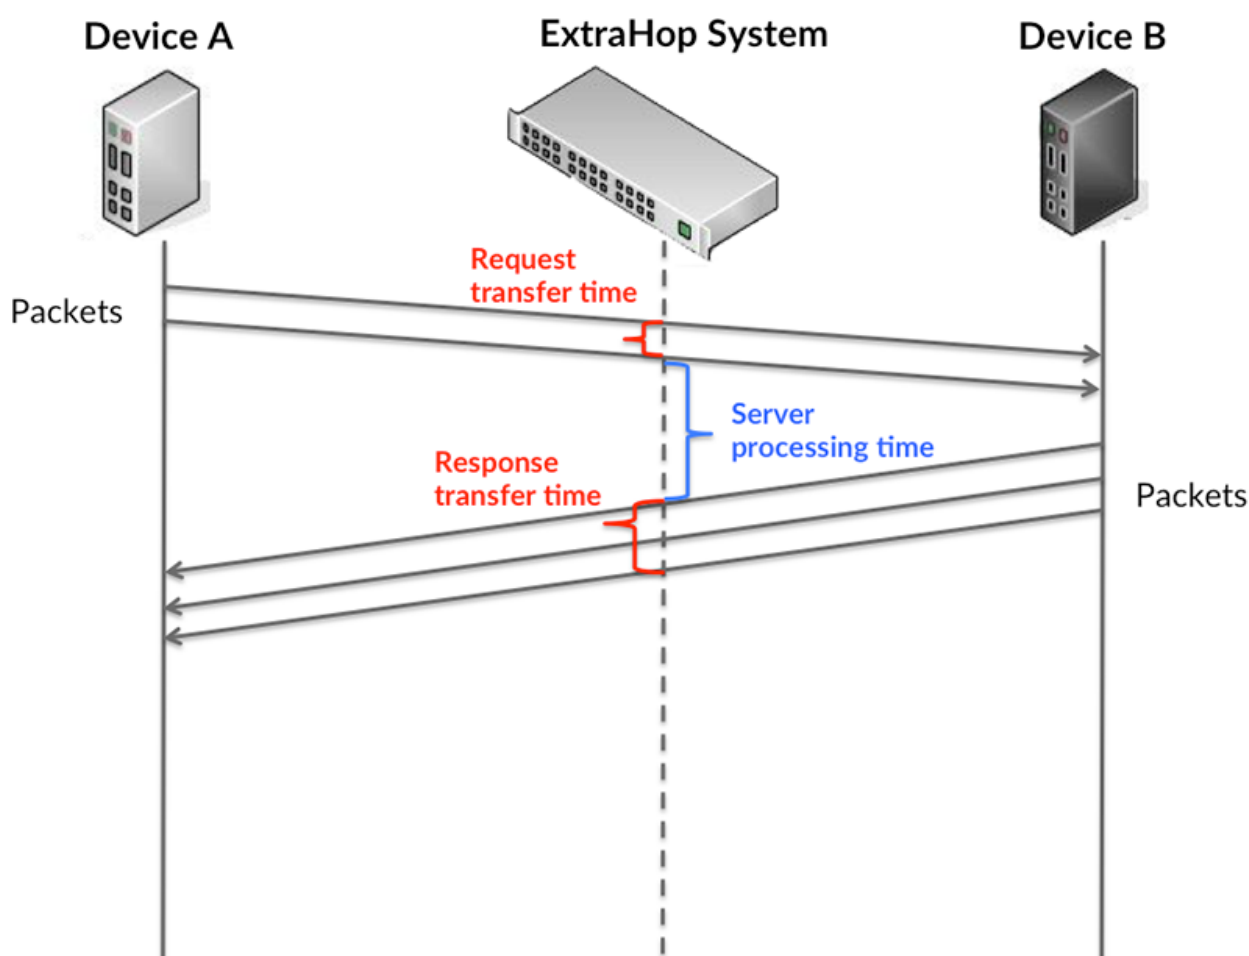 Device A
ExtraHop System
Device B
Request
transfer time
Packets
Server
processing time
Response
transfer time
Packets